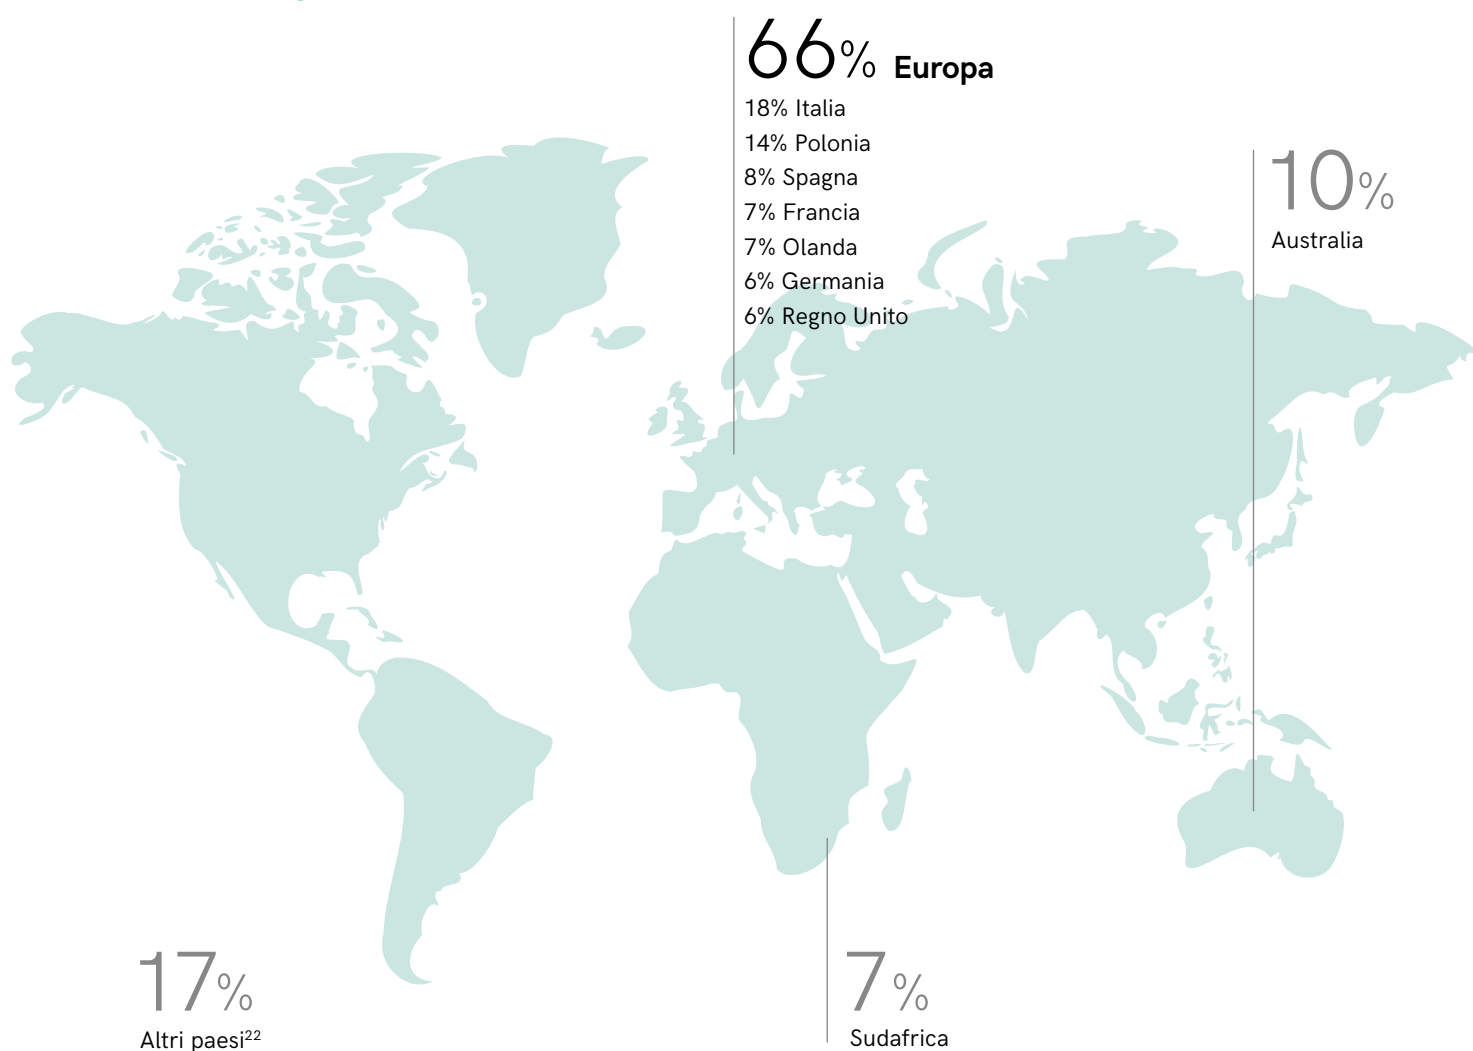 66% Europa
18% Italia
14% Polonia
8% Spagna
7% Francia
7% Olanda
6% Germania
6% Regno Unito
10%
Australia
17%
Altri paesi²²
7%
Sudafrica